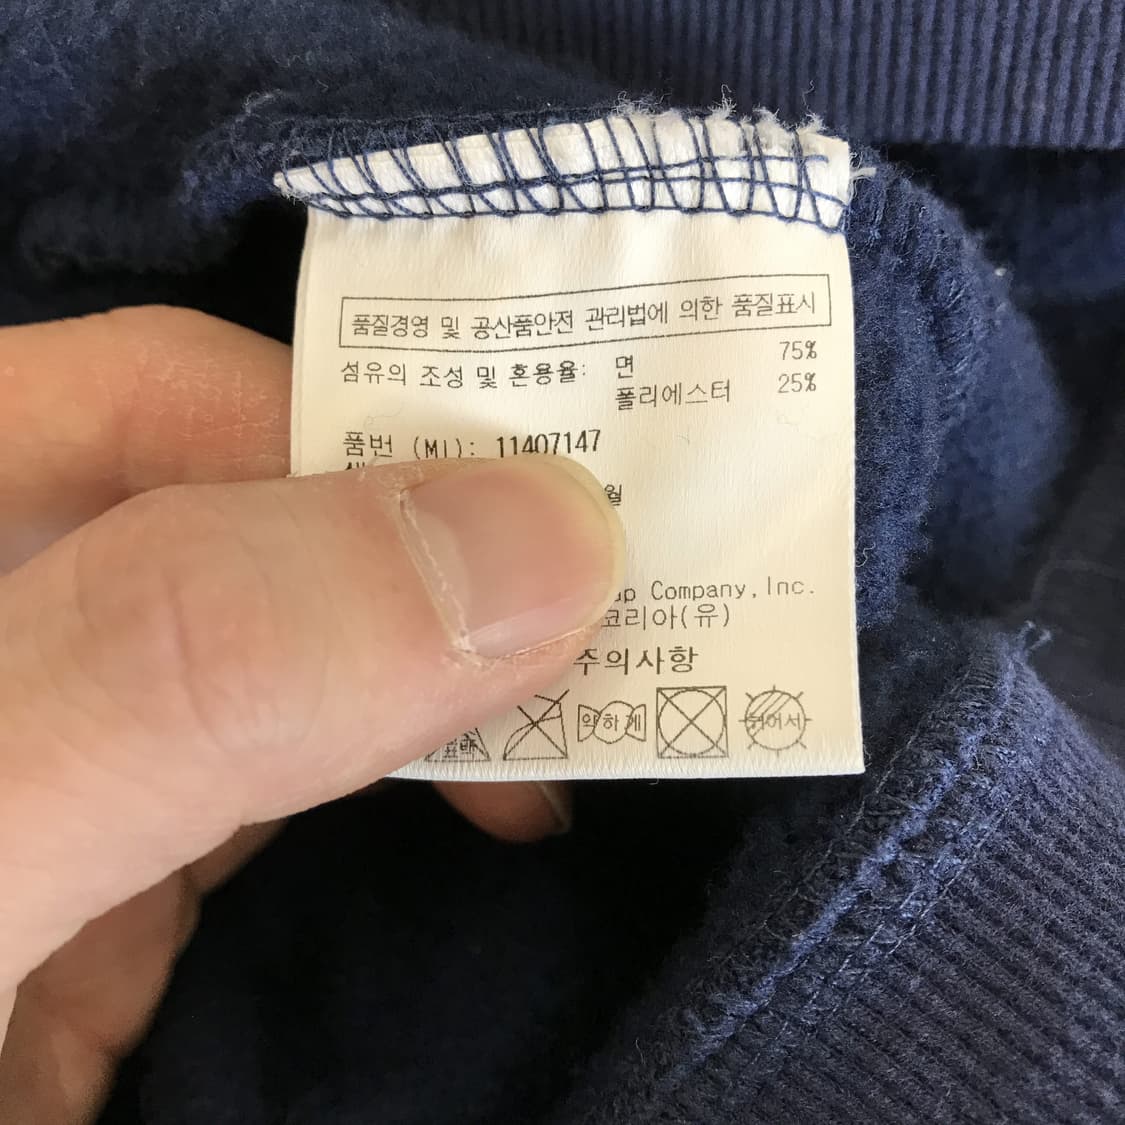 품질경영 및 공산품안전 관리법에 의한 품질표시
섬유의 조성 및 혼용율: 면 75%
폴리에스터 25%
품번 (MI): 11407147
월
Company,Inc.
코리아(유)
주의사항
약하게